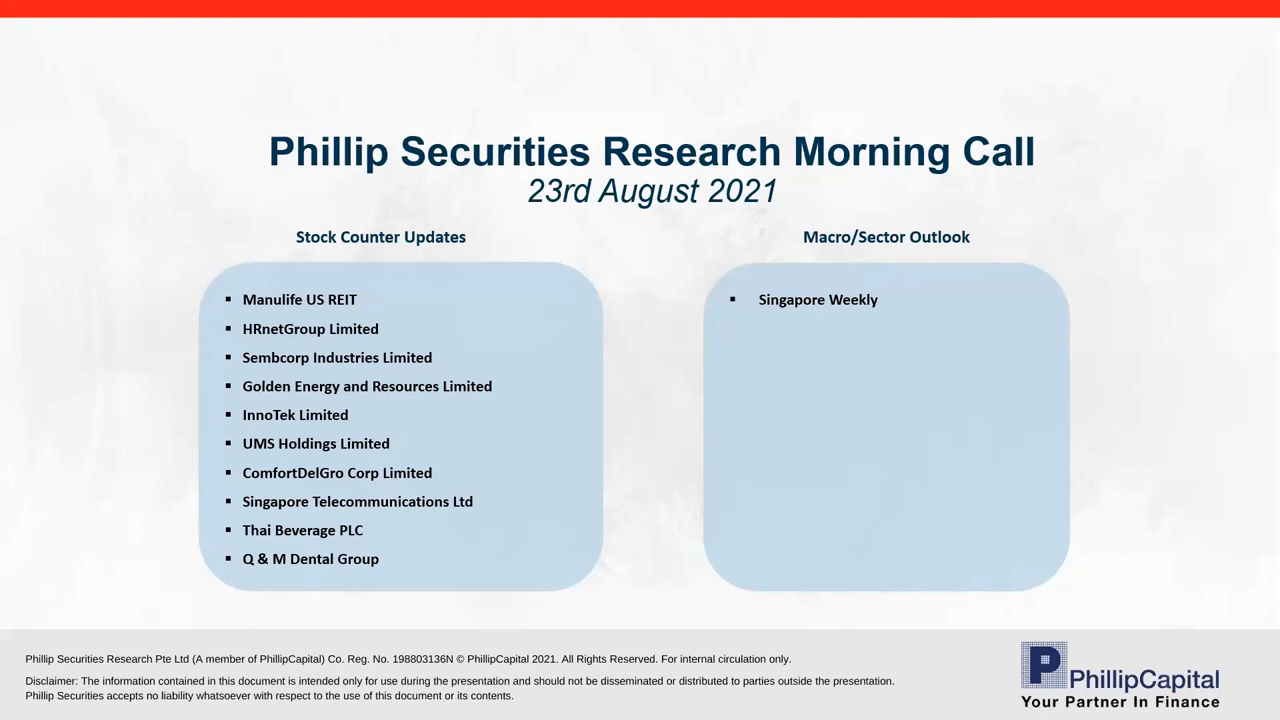 Phillip Securities Research Morning Call
23rd August 2021
Stock Counter Updates
▪ Manulife US REIT
▪ HRnetGroup Limited
▪ Sembcorp Industries Limited
▪ Golden Energy and Resources Limited
▪ InnoTek Limited
▪ UMS Holdings Limited
▪ ComfortDelGro Corp Limited
▪ Singapore Telecommunications Ltd
▪ Thai Beverage PLC
▪ Q & M Dental Group
Macro/Sector Outlook
▪ Singapore Weekly
Phillip Securities Research Pte Ltd (A member of PhillipCapital) Co. Reg. No. 198803136N © PhillipCapital 2021. All Rights Reserved. For internal circulation only.
Disclaimer: The information contained in this document is intended only for use during the presentation and should not be disseminated or distributed to parties outside the presentation.
Phillip Securities accepts no liability whatsoever with respect to the use of this document or its contents.
P PhillipCapital
Your Partner In Finance